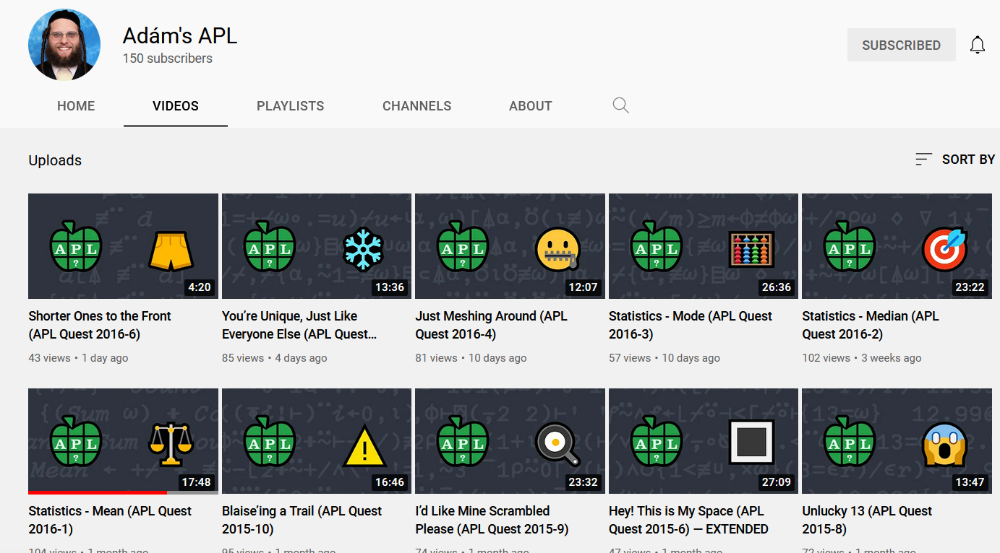 Adám's APL
150 subscribers
SUBSCRIBED
HOME
VIDEOS
PLAYLISTS
CHANNELS
ABOUT
Uploads
SORT BY
APL
?
4:20
APL
?
13:36
APL
?
12:07
APL
?
26:36
APL
?
23:22
Shorter Ones to the Front
(APL Quest 2016-6)
43 views • 1 day ago
You’re Unique, Just Like
Everyone Else (APL Quest...
85 views • 4 days ago
Just Meshing Around (APL
Quest 2016-4)
81 views • 10 days ago
Statistics - Mode (APL Quest
2016-3)
57 views • 10 days ago
Statistics - Median (APL
Quest 2016-2)
102 views • 3 weeks ago
APL
?
17:48
APL
?
16:46
APL
?
23:32
APL
?
27:09
APL
?
13:47
Statistics - Mean (APL Quest
2016-1)
104 views • 1 month ago
Blaise’ing a Trail (APL Quest
2015-10)
95 views • 1 month ago
I’d Like Mine Scrambled
Please (APL Quest 2015-9)
74 views • 1 month ago
Hey! This is My Space (APL
Quest 2015-6) — EXTENDED
47 views • 1 month ago
Unlucky 13 (APL Quest
2015-8)
72 views • 1 month ago